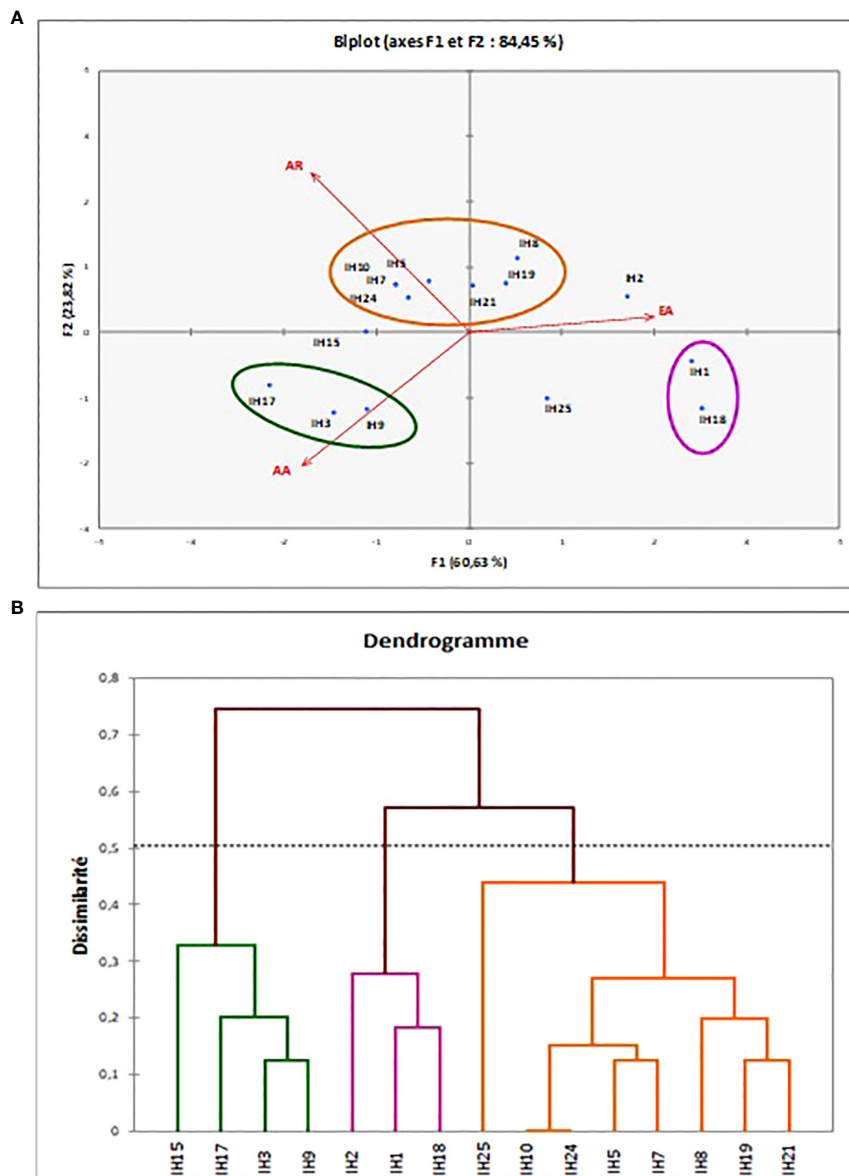 A
Biplot (axes F1 et F2 : 84,45 %)
AR
IH8
IH5
IH10
IH7
IH19
IH2
IH24
IH21
EA
IH15
IH1
IH17
IH25
IH3
IH9
IH18
AA
F2 (23,82 %)
F1 (60,63 %)
B
Dendrogramme
Dissimilarité
0,8
0,7
0,6
0,5
0,4
0,3
0,2
0,1
0
IH15
IH17
IH3
IH9
IH2
IH1
IH18
IH25
IH10
IH24
IH5
IH7
IH8
IH19
IH21